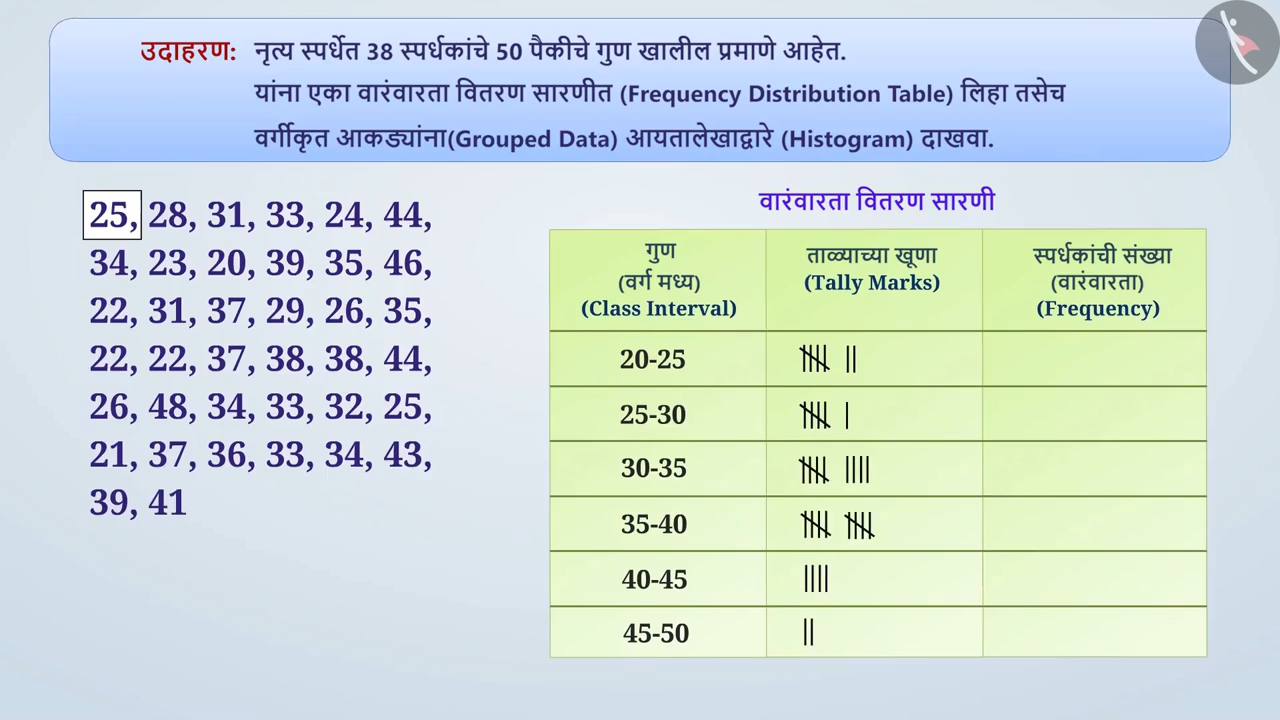 उदाहरण: नृत्य स्पर्धेत 38 स्पर्धकांचे 50 पैकीचे गुण खालील प्रमाणे आहेत.
यांना एका वारंवारता वितरण सारणीत (Frequency Distribution Table) लिहा तसेच
वर्गीकृत आकड्यांना(Grouped Data) आयतालेखाद्वारे (Histogram) दाखवा.
25, 28, 31, 33, 24, 44,
34, 23, 20, 39, 35, 46,
22, 31, 37, 29, 26, 35,
22, 22, 37, 38, 38, 44,
26, 48, 34, 33, 32, 25,
21, 37, 36, 33, 34, 43,
39, 41
वारंवारता वितरण सारणी
गुण
(वर्ग मध्य)
(Class Interval)
ताळ्याच्या खूणा
(Tally Marks)
स्पर्धकांची संख्या
(वारंवारता)
(Frequency)
20-25
25-30
30-35
35-40
40-45
45-50